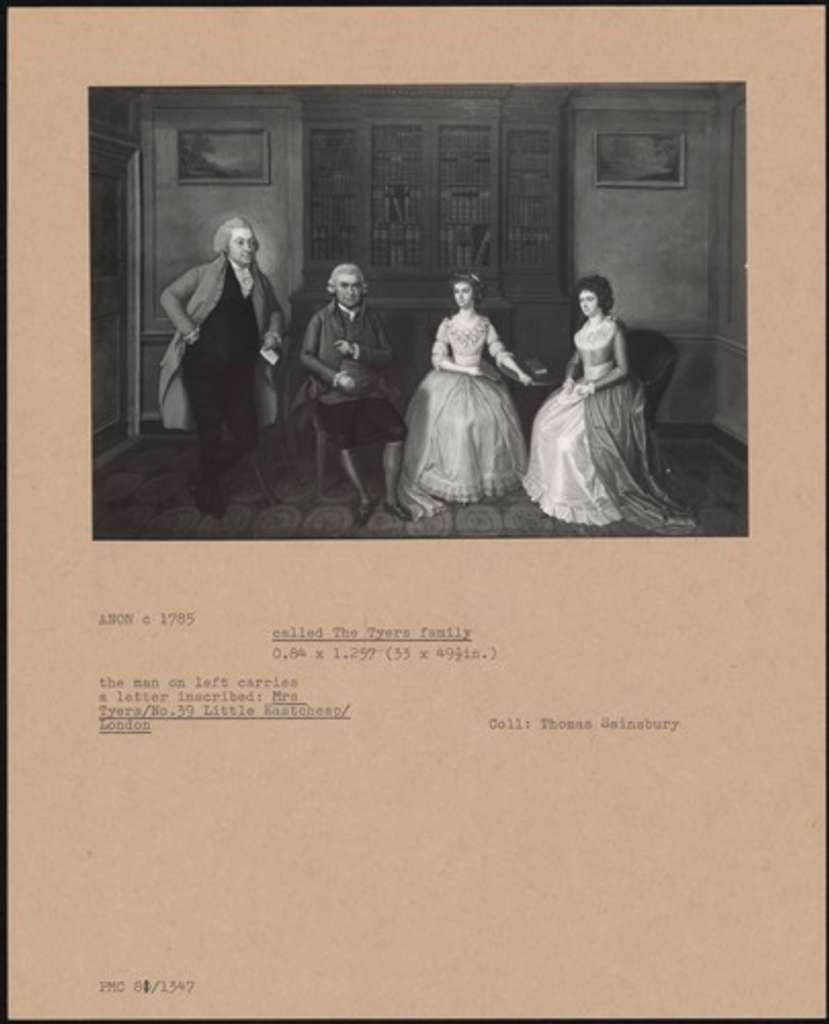 ANON c 1785
called The Tyers family
0.84 x 1.257 (33 x 49½in.)
the man on left carries
a letter inscribed: Mrs
Tyers/No.39 Little Eastcheap/
London
Coll: Thomas Sainsbury
PMC /1347